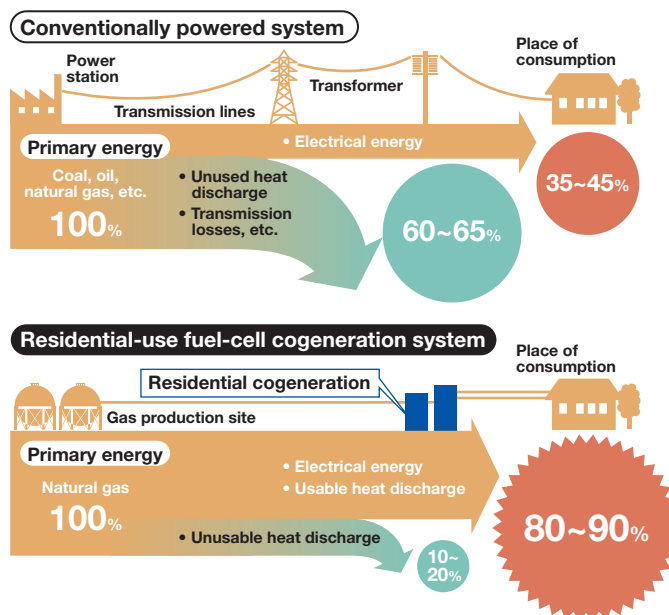 Conventionally powered system
Power
station
Transmission lines
Transformer
Place of
consumption
Primary energy
• Electrical energy
Coal, oil,
natural gas, etc.
100%
• Unused heat
discharge
• Transmission
losses, etc.
60~65%
35~45%
Residential-use fuel-cell cogeneration system
Place of
consumption
Residential cogeneration
Gas production site
Primary energy
• Electrical energy
• Usable heat discharge
Natural gas
100%
80~90%
• Unusable heat discharge
10~
20%